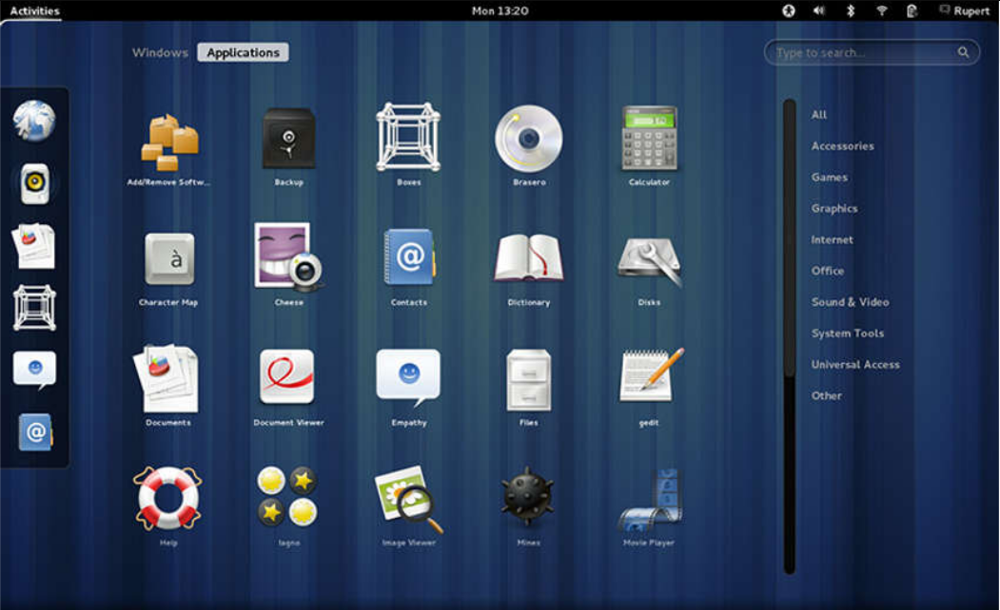 Activities
Mon 13:20
Rupert
Windows
Applications
Type to search...
Add/Remove Softw...
Backup
Boxes
Brasero
Calculator
Character Map
Cheese
Contacts
Dictionary
Disks
Documents
Document Viewer
Empathy
Files
gedit
Help
Iagno
Image Viewer
Mines
Movie Player
All
Accessories
Games
Graphics
Internet
Office
Sound & Video
System Tools
Universal Access
Other
à
@
@